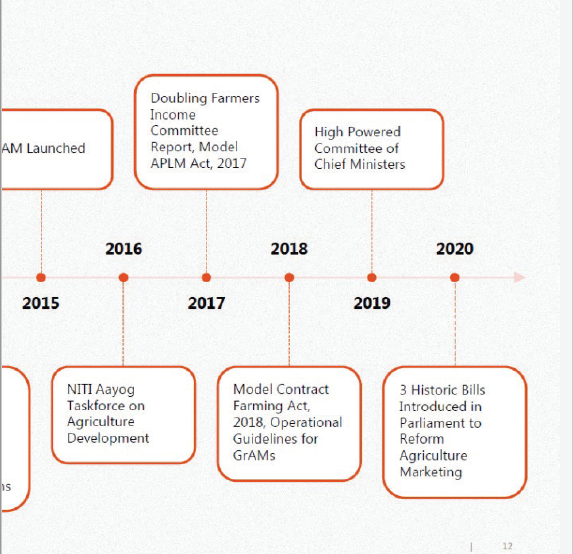 AM Launched
Doubling Farmers
Income
Committee
Report, Model
APLM Act, 2017
High Powered
Committee of
Chief Ministers
2016
2018
2020
2015
2017
2019
NITI Aayog
Taskforce on
Agriculture
Development
Model Contract
Farming Act,
2018, Operational
Guidelines for
GrAMs
3 Historic Bills
Introduced in
Parliament to
Reform
Agriculture
Marketing
| 12